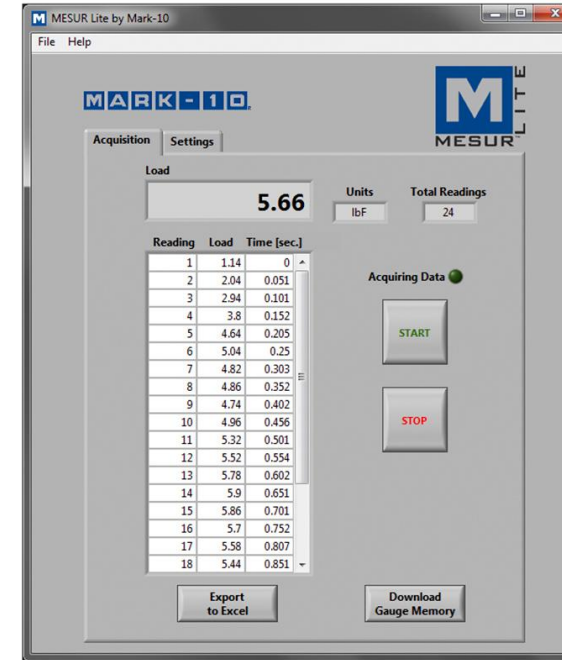 MESUR Lite by Mark-10
File Help
MARK-10
M
MESUR
LITE
Acquisition Settings
Load
5.66
Units
lbF
Total Readings
24
Reading Load Time [sec.]
1 1.14 0
2 2.04 0.051
3 2.94 0.101
4 3.8 0.152
5 4.64 0.205
6 5.04 0.25
7 4.82 0.303
8 4.86 0.352
9 4.74 0.402
10 4.96 0.456
11 5.32 0.501
12 5.52 0.554
13 5.78 0.602
14 5.9 0.651
15 5.86 0.701
16 5.7 0.752
17 5.58 0.807
18 5.44 0.851
Acquiring Data
START
STOP
Export
to Excel
Download
Gauge Memory